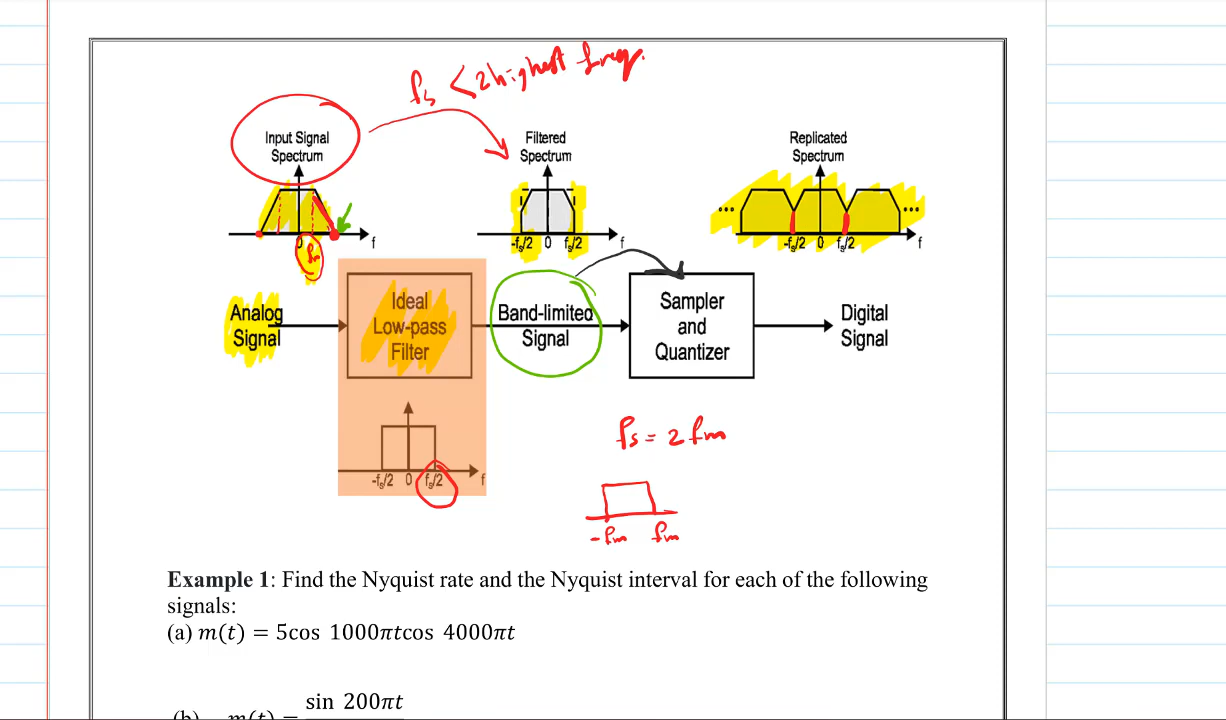 fs < 2 highest freq.
Input Signal
Spectrum
Filtered
Spectrum
Replicated
Spectrum
0
f
-fs/2 0 fs/2 f
... ...
-fs/2 0 fs/2 f
Analog
Signal
Ideal
Low-pass
Filter
Band-limited
Signal
Sampler
and
Quantizer
Digital
Signal
fs = 2 fm
-fs/2 0 fs/2 f
-fm fm
Example 1: Find the Nyquist rate and the Nyquist interval for each of the following
signals:
(a) m(t) = 5cos 1000πtcos 4000πt
sin 200πt
(b) m(t) =